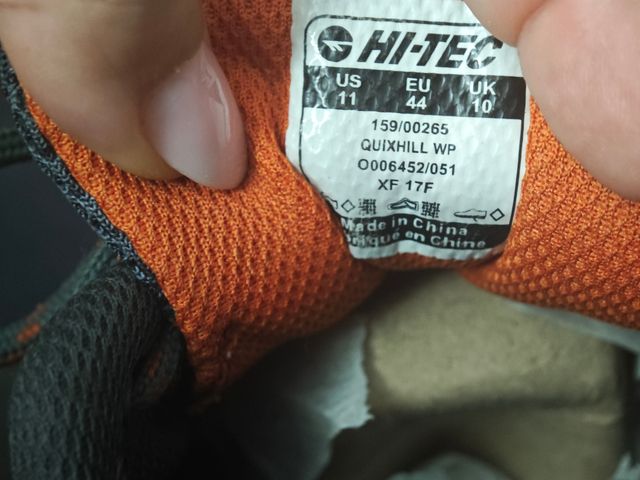 HI-TEC
US EU UK
11 44 10
159/00265
QUIXHILL WP
O006452/051
XF 17F
Made in China
en Chine